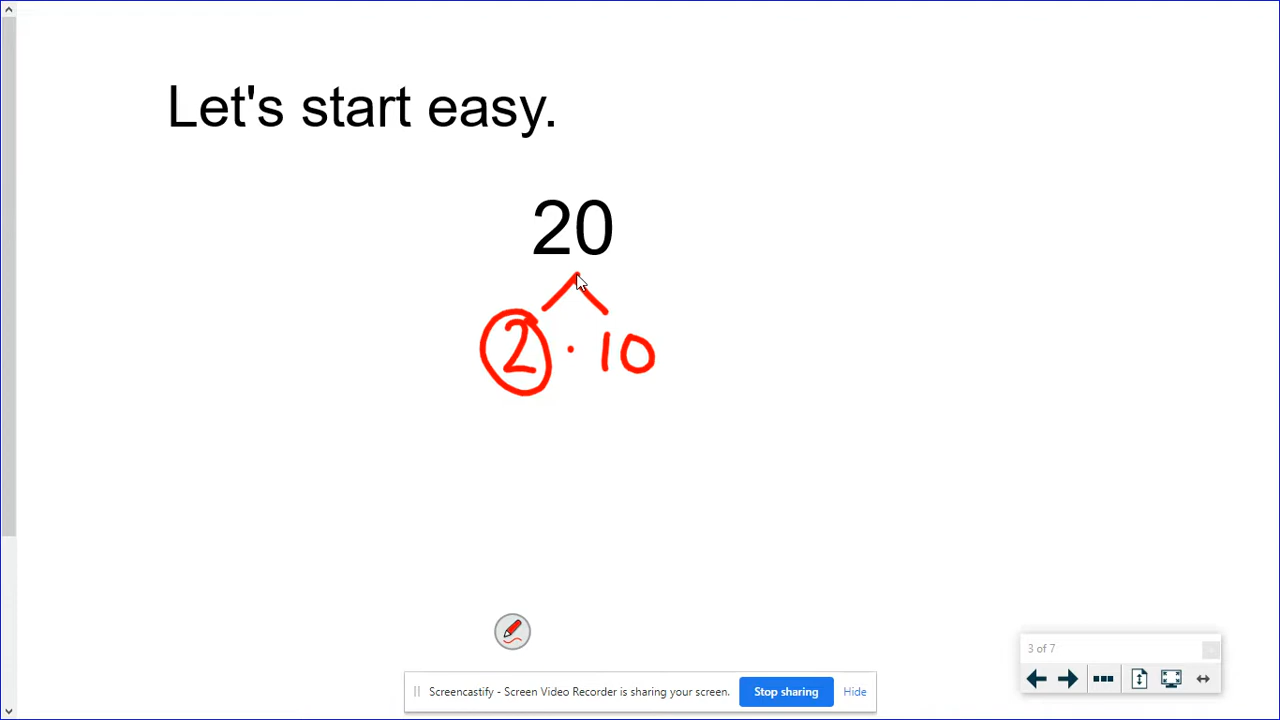 Let's start easy.
20
2 · 10
3 of 7
Screencastify - Screen Video Recorder is sharing your screen. Stop sharing Hide